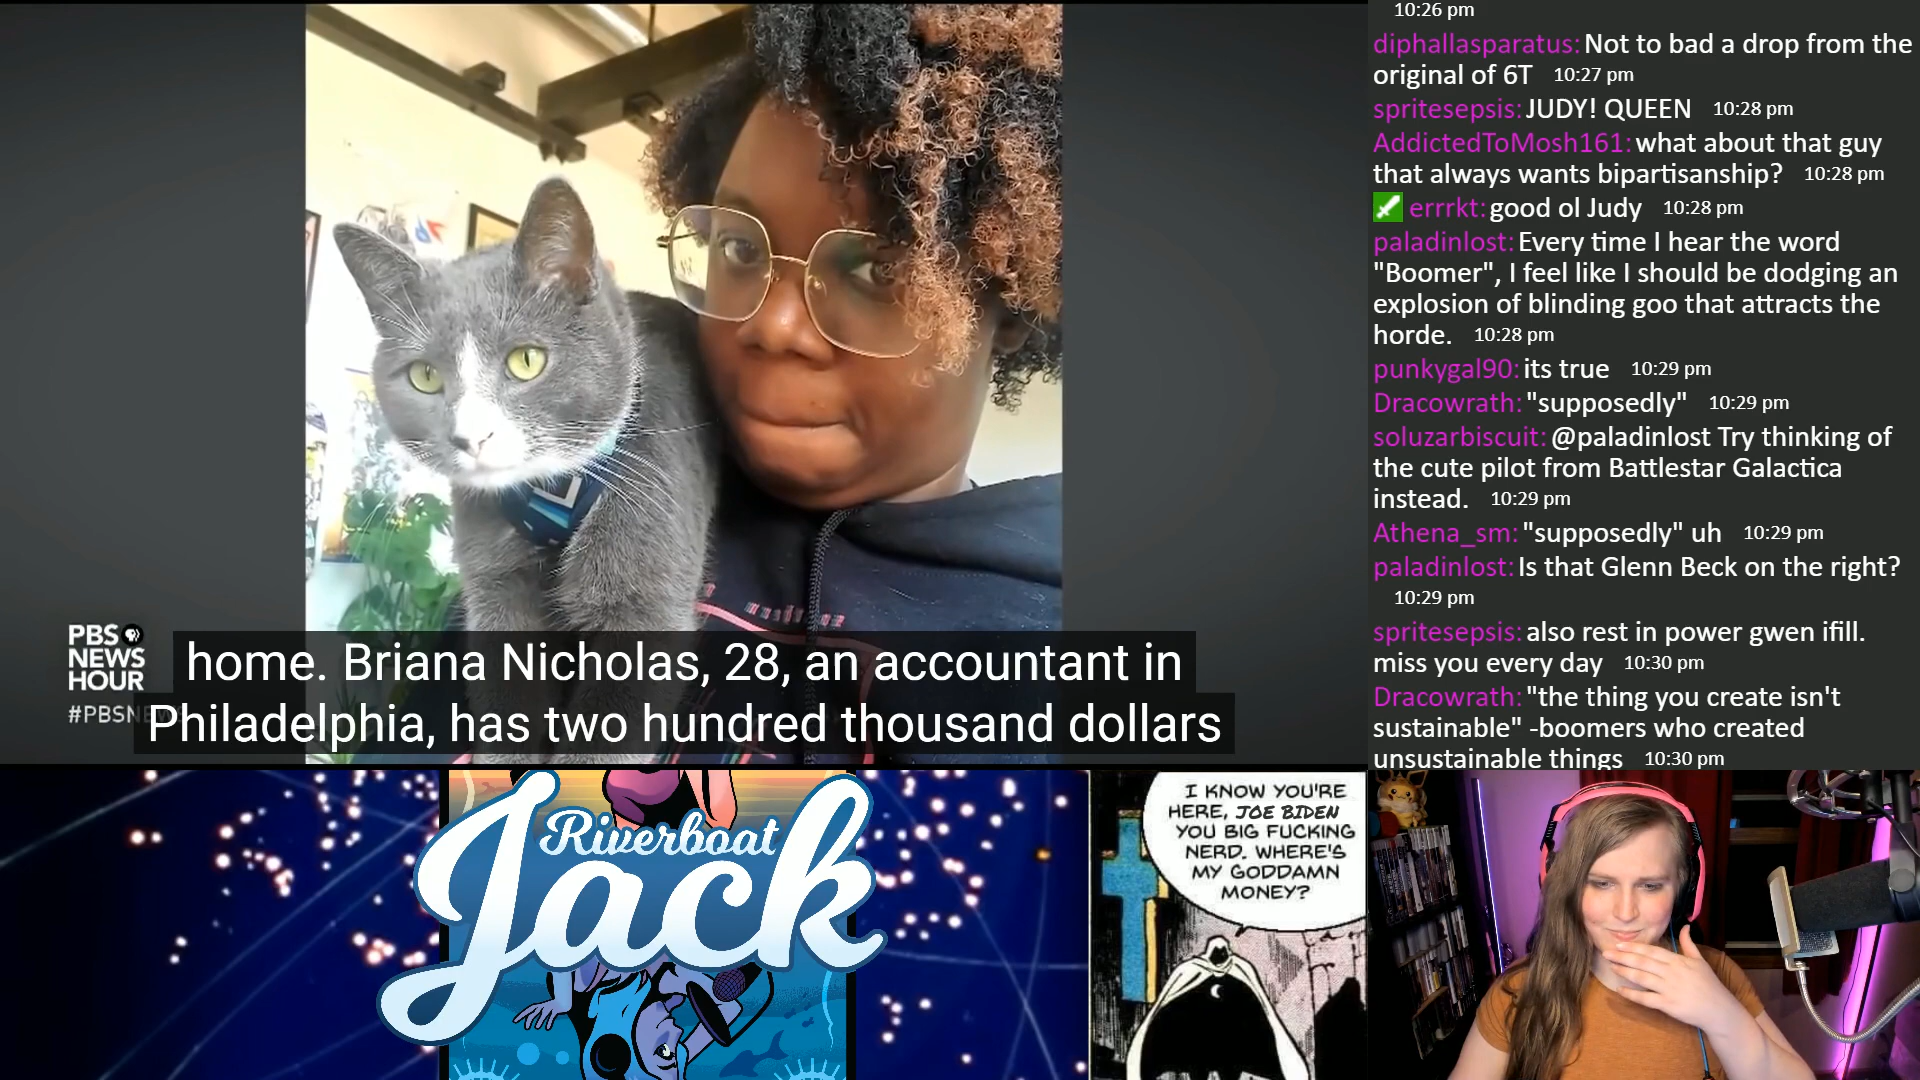 PBS
NEWS
HOUR
#PBSNEWS
home. Briana Nicholas, 28, an accountant in
Philadelphia, has two hundred thousand dollars
10:26 pm
diphallasparatus: Not to bad a drop from the
original of 6T 10:27 pm
spritesepsis: JUDY! QUEEN 10:28 pm
AddictedToMosh161: what about that guy
that always wants bipartisanship? 10:28 pm
errrkt: good ol Judy 10:28 pm
paladinlost: Every time I hear the word
"Boomer", I feel like I should be dodging an
explosion of blinding goo that attracts the
horde. 10:28 pm
punkygal90: its true 10:29 pm
Dracowrath: "supposedly" 10:29 pm
soluzarbiscuit: @paladinlost Try thinking of
the cute pilot from Battlestar Galactica
instead. 10:29 pm
Athena_sm: "supposedly" uh 10:29 pm
paladinlost: Is that Glenn Beck on the right?
10:29 pm
spritesepsis: also rest in power gwen ifill.
miss you every day 10:30 pm
Dracowrath: "the thing you create isn't
sustainable" -boomers who created
unsustainable things 10:30 pm
Riverboat
Jack
I KNOW YOU'RE
HERE, JOE BIDEN
YOU BIG FUCKING
NERD. WHERE'S
MY GODDAMN
MONEY?